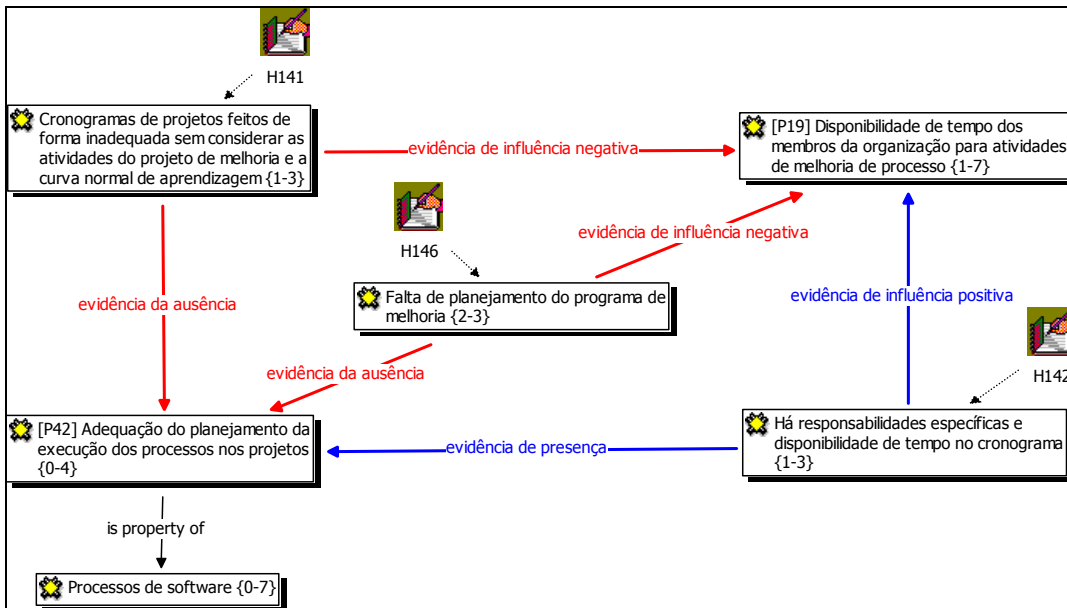 H141
Cronogramas de projetos feitos de
forma inadequada sem considerar as
atividades do projeto de melhoria e a
curva normal de aprendizagem {1-3}
evidência de influência negativa
[P19] Disponibilidade de tempo dos
membros da organização para atividades
de melhoria de processo {1-7}
H146
evidência de influência negativa
Falta de planejamento do programa de
melhoria {2-3}
evidência da ausência
evidência de influência positiva
H142
evidência da ausência
[P42] Adequação do planejamento da
execução dos processos nos projetos
{0-4}
evidência de presença
Há responsabilidades específicas e
disponibilidade de tempo no cronograma
{1-3}
is property of
Processos de software {0-7}